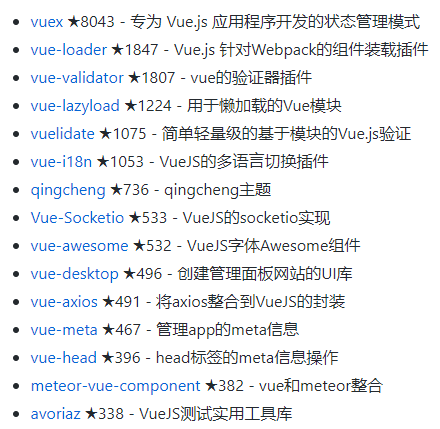 vuex ★8043 - 专为 Vue.js 应用程序开发的状态管理模式
vue-loader ★1847 - Vue.js 针对Webpack的组件装载插件
vue-validator ★1807 - vue的验证器插件
vue-lazyload ★1224 - 用于懒加载的Vue模块
vuelidate ★1075 - 简单轻量级的基于模块的Vue.js验证
vue-i18n ★1053 - VueJS的多语言切换插件
qingcheng ★736 - qingcheng主题
Vue-Socketio ★533 - VueJS的socketio实现
vue-awesome ★532 - VueJS字体Awesome组件
vue-desktop ★496 - 创建管理面板网站的UI库
vue-axios ★491 - 将axios整合到VueJS的封装
vue-meta ★467 - 管理app的meta信息
vue-head ★396 - head标签的meta信息操作
meteor-vue-component ★382 - vue和meteor整合
avoriaz ★338 - VueJS测试实用工具库